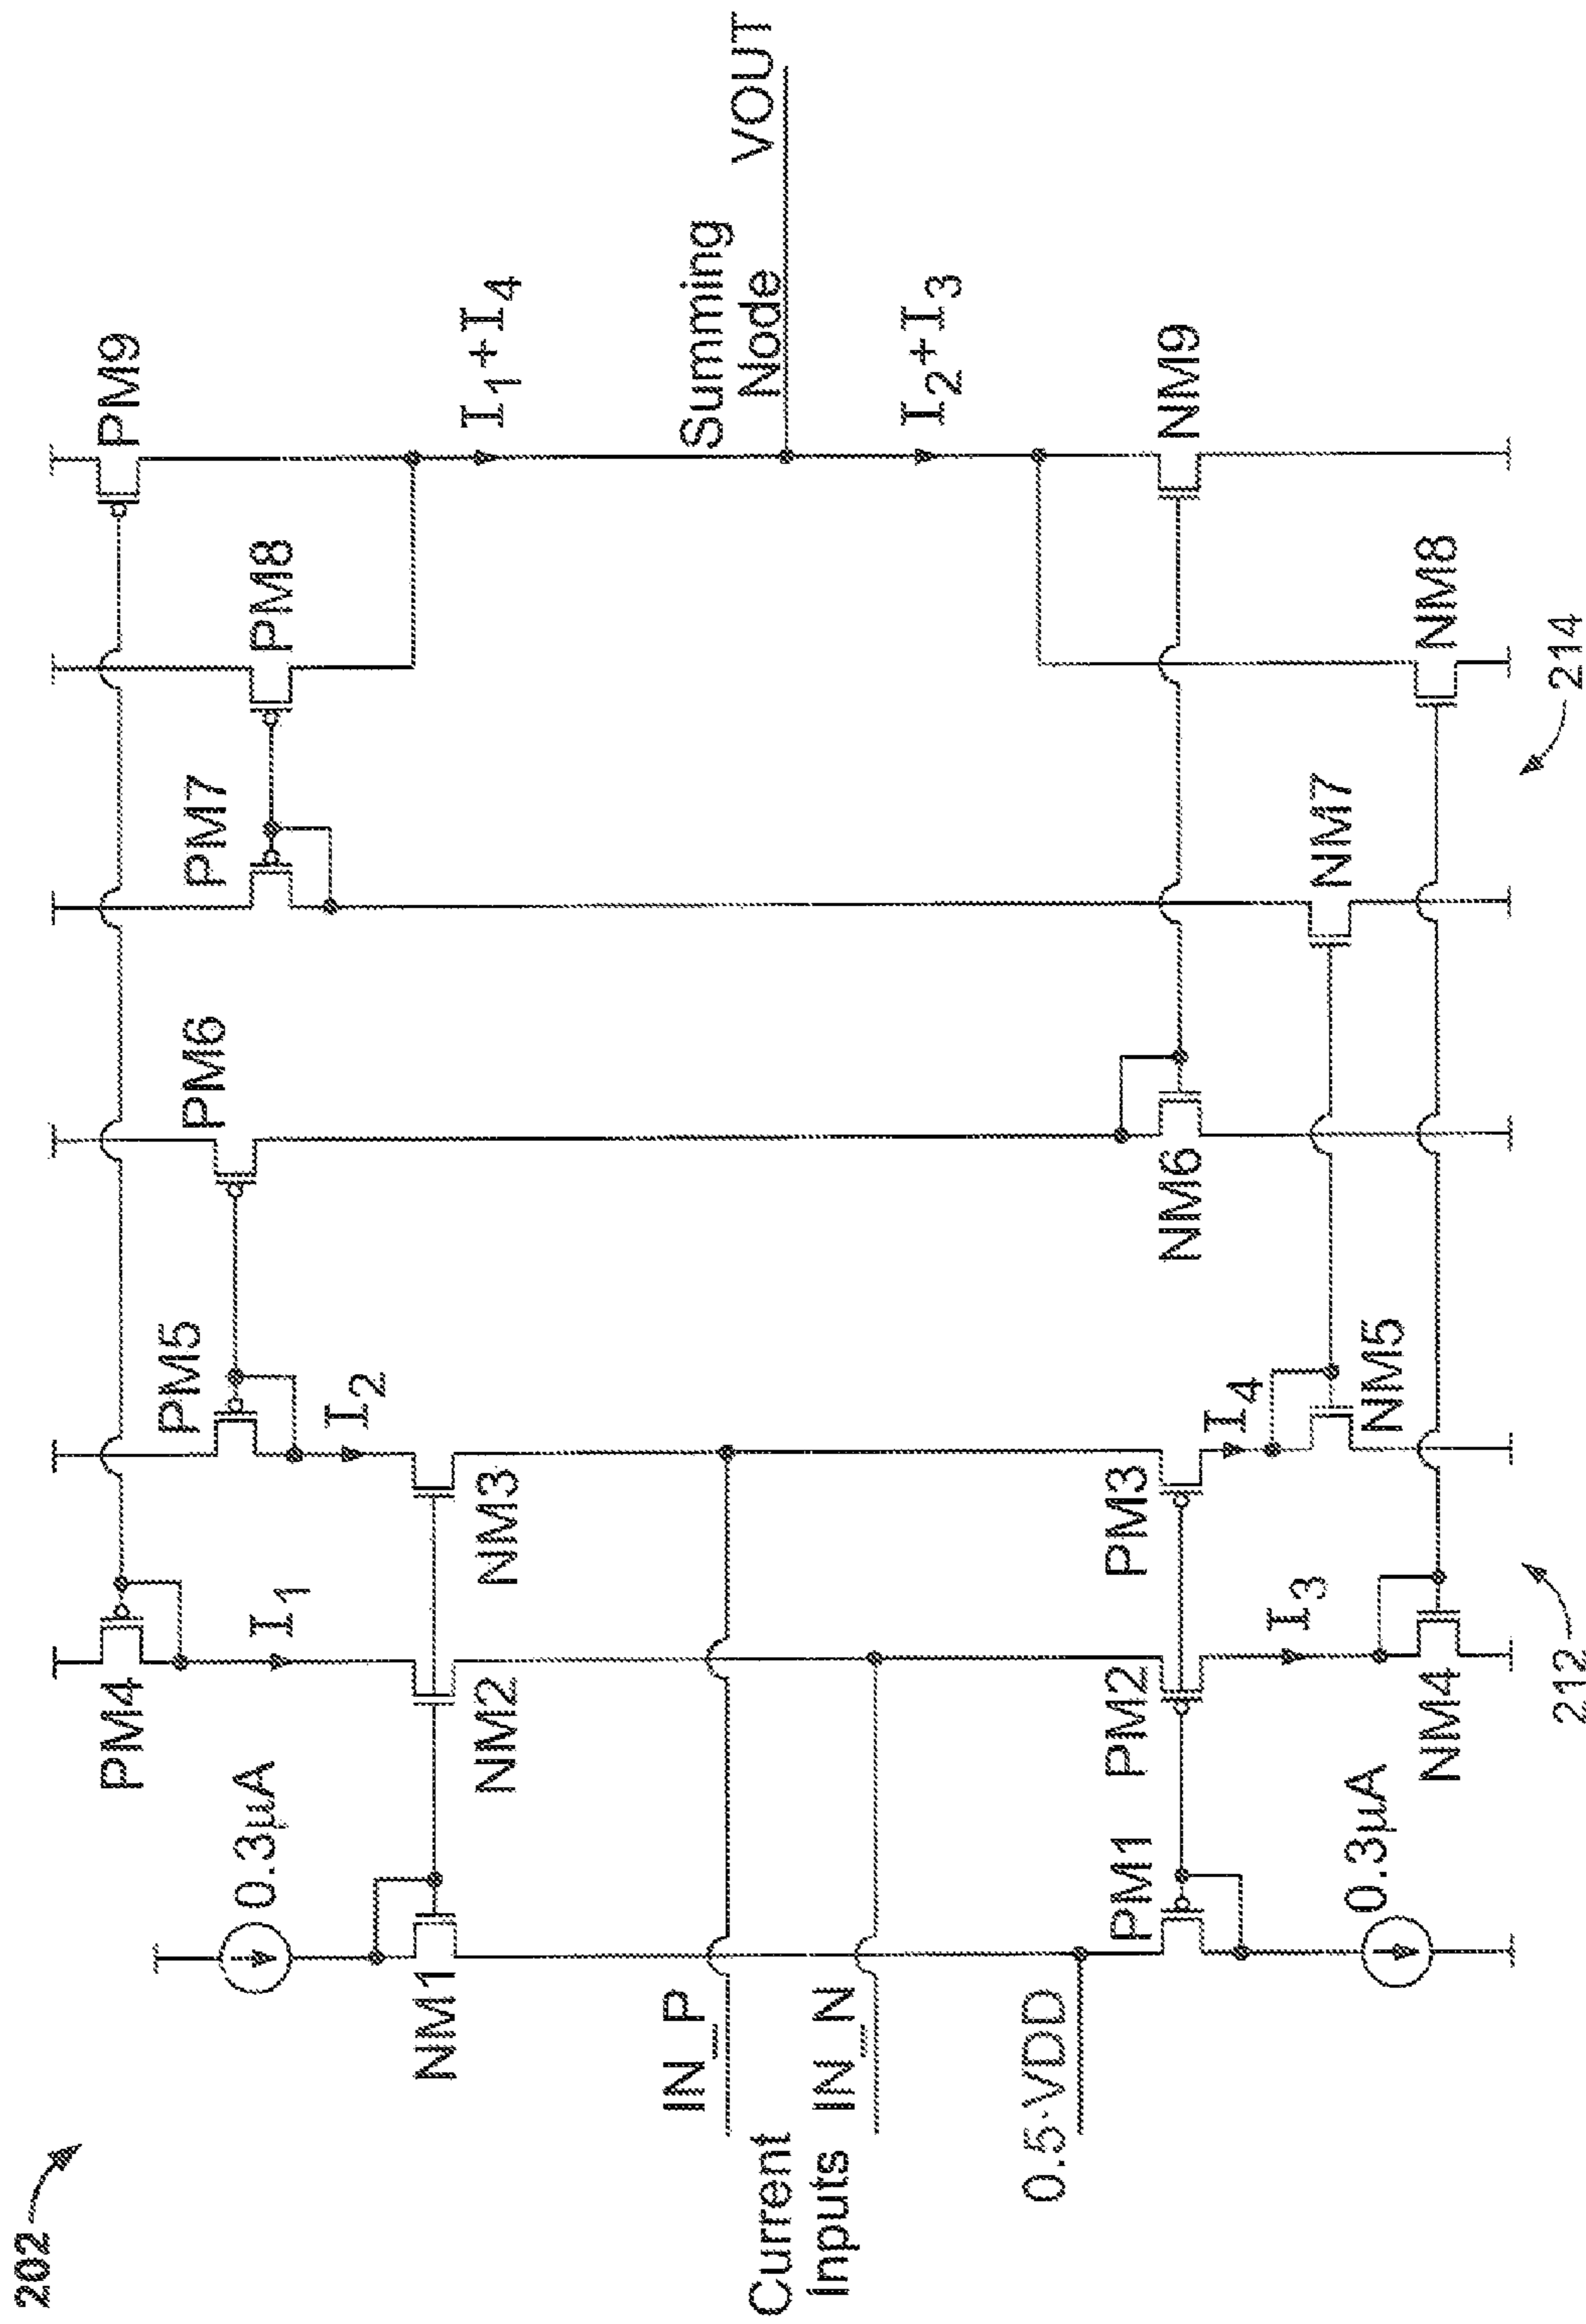 202
PM4
PM5
PM6
PM7
PM8
PM9
0.3µA
I₁
I₂
I₁+I₄
NM1
NM2
NM3
IN_P
Current
Inputs
IN_N
0.5·VDD
Summing
Node
VOUT
I₂+I₃
PM1
PM2
PM3
NM6
NM9
0.3µA
I₃
I₄
NM4
NM5
NM7
NM8
212
214